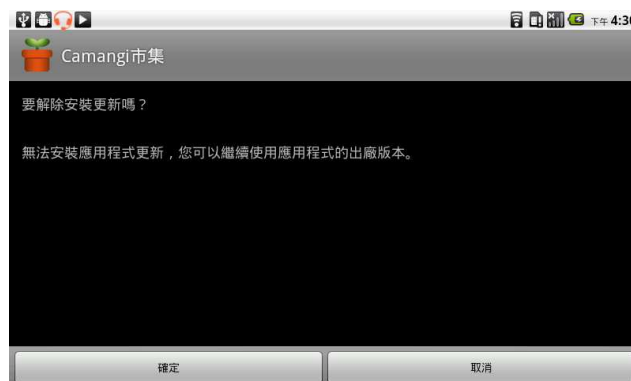 下午 4:30
Camangi市集
要解除安裝更新嗎？
無法安裝應用程式更新，您可以繼續使用應用程式的出廠版本。
確定
取消